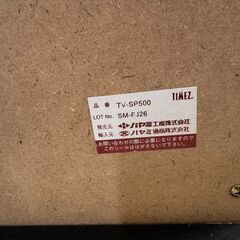 TIMEZ
品番 TV-SP500
LOT No. SM-FJ26
発売元 ハヤミ工産株式会社
輸入元 ハヤミ通商株式会社
お問い合わせの際に必要となりますので
このシールははがさないで下さい。